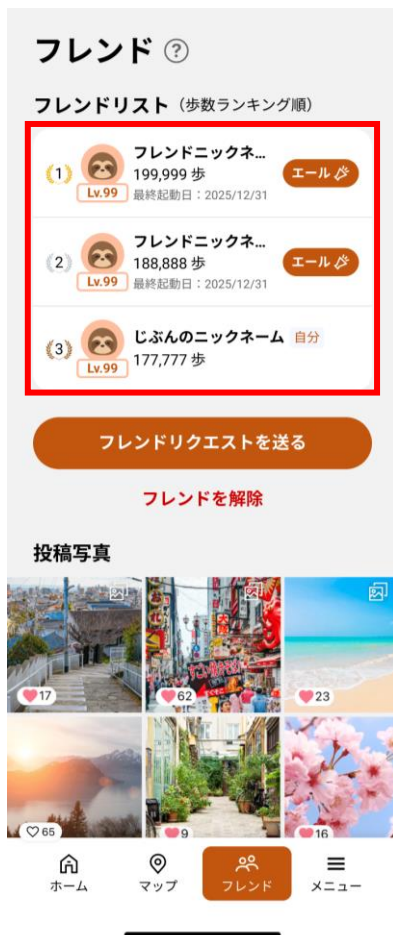 フレンド ?
フレンドリスト（歩数ランキング順）
1
Lv.99
フレンドニックネ...
199,999 歩
最終起動日：2025/12/31
エール
2
Lv.99
フレンドニックネ...
188,888 歩
最終起動日：2025/12/31
エール
3
Lv.99
じぶんのニックネーム 自分
177,777 歩
フレンドリクエストを送る
フレンドを解除
投稿写真
17
62
23
65
9
16
ホーム
マップ
フレンド
メニュー